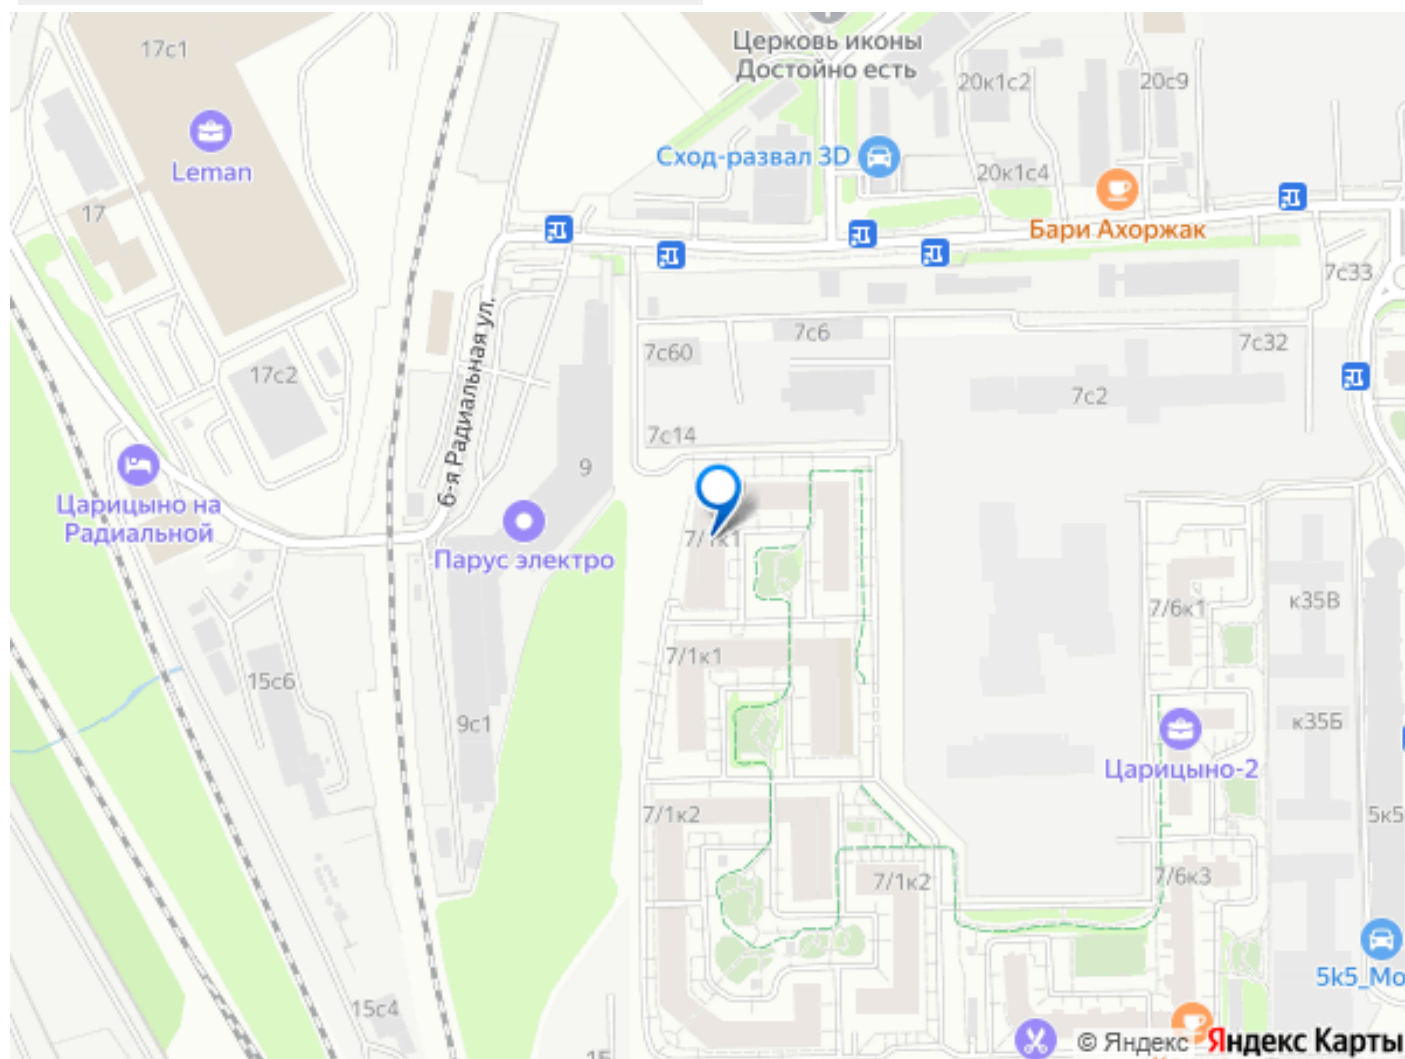 Церковь иконы
Достойно есть
17с1
20к1с2
20с9
Leman
Сход-развал 3D
20к1с4
17
Бари Ахоржак
7с33
7с6
7с32
7с60
17с2
7с2
6-я Радиальная ул.
7с14
9
Царицыно на
Радиальной
7/1к1
Парус электро
к35В
7/6к1
7/1к1
15с6
9с1
к35Б
Царицыно-2
7/1к2
5к5
7/1к2
7/6к3
5k5_Mo
15с4
15
© Яндекс Яндекс Карты